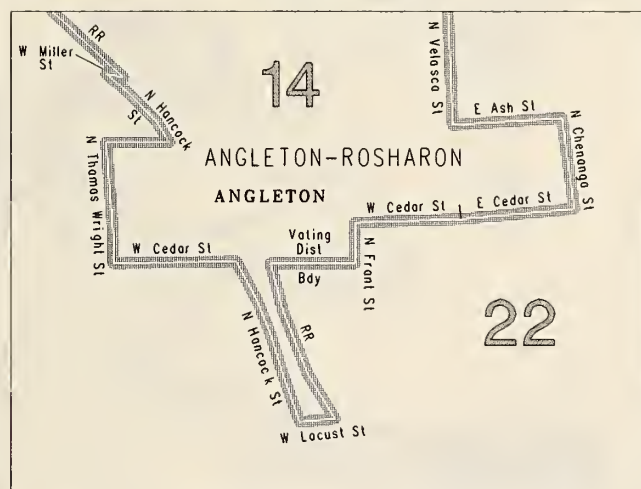 RR
W Miller
St
N Hancock
St
14
N Velasco St
E Ash St
N Chenango St
N Thomas Wright St
ANGLETON-ROSHARON
ANGLETON
W Cedar St
E Cedar St
W Cedar St
Voting
Dist
Bdy
N Front St
N Hancock St
RR
22
W Locust St